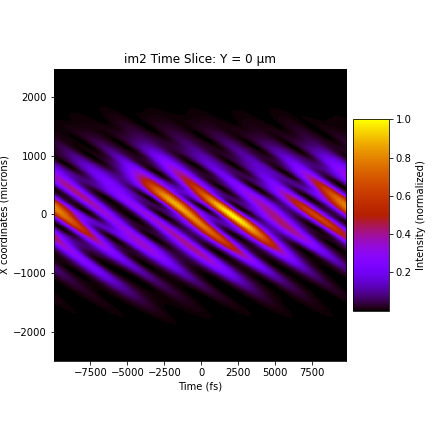 im2 Time Slice: Y = 0 μm
X coordinates (microns)
2000
1000
0
−1000
−2000
−7500 −5000 −2500 0 2500 5000 7500
Time (fs)
1.0
0.8
0.6
0.4
0.2
Intensity (normalized)